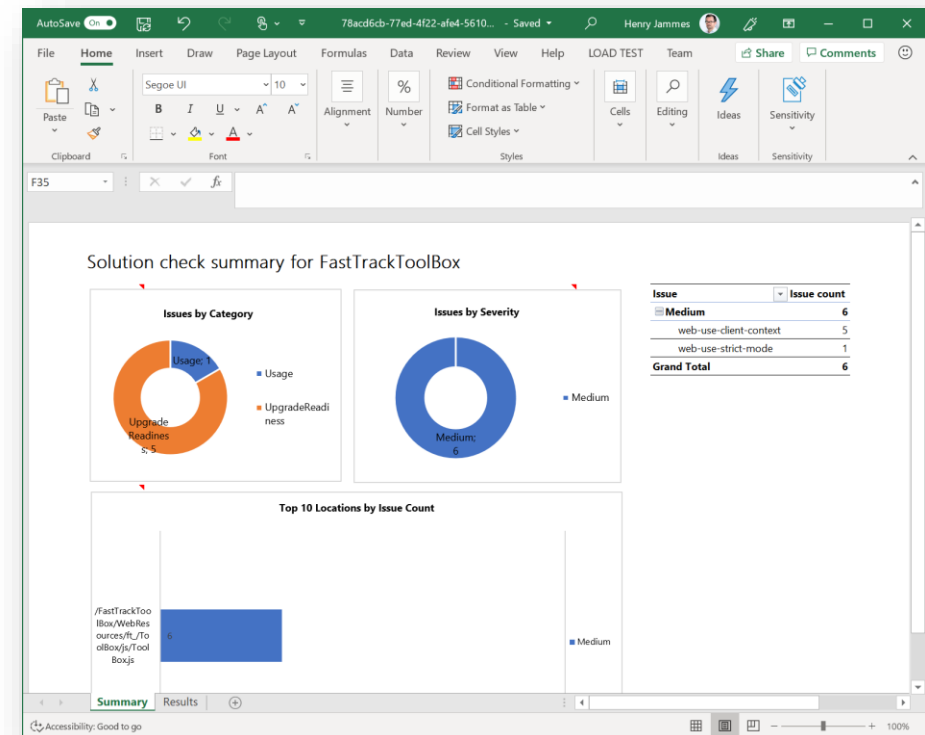 AutoSave On 78acd6cb-77ed-4f22-afe4-5610... - Saved Henry Jammes
File Home Insert Draw Page Layout Formulas Data Review View Help LOAD TEST Team Share Comments
Paste
Segoe UI 10
B I U A A
A
Alignment
%
Number
Conditional Formatting
Format as Table
Cell Styles
Cells
Editing
Ideas
Sensitivity
Clipboard Font Styles Ideas Sensitivity
F35 fx
Solution check summary for FastTrackToolBox
Issues by Category
Usage; 1
Upgrade
Readines
s; 5
Usage
UpgradeReadi
ness
Issues by Severity
Medium;
6
Medium
Issue Issue count
Medium 6
web-use-client-context 5
web-use-strict-mode 1
Grand Total 6
Top 10 Locations by Issue Count
/FastTrackToo
lBox/WebRes
ources/ft_/To
olBox/js/Tool
Box.js
6
Medium
Summary Results
Accessibility: Good to go 100%